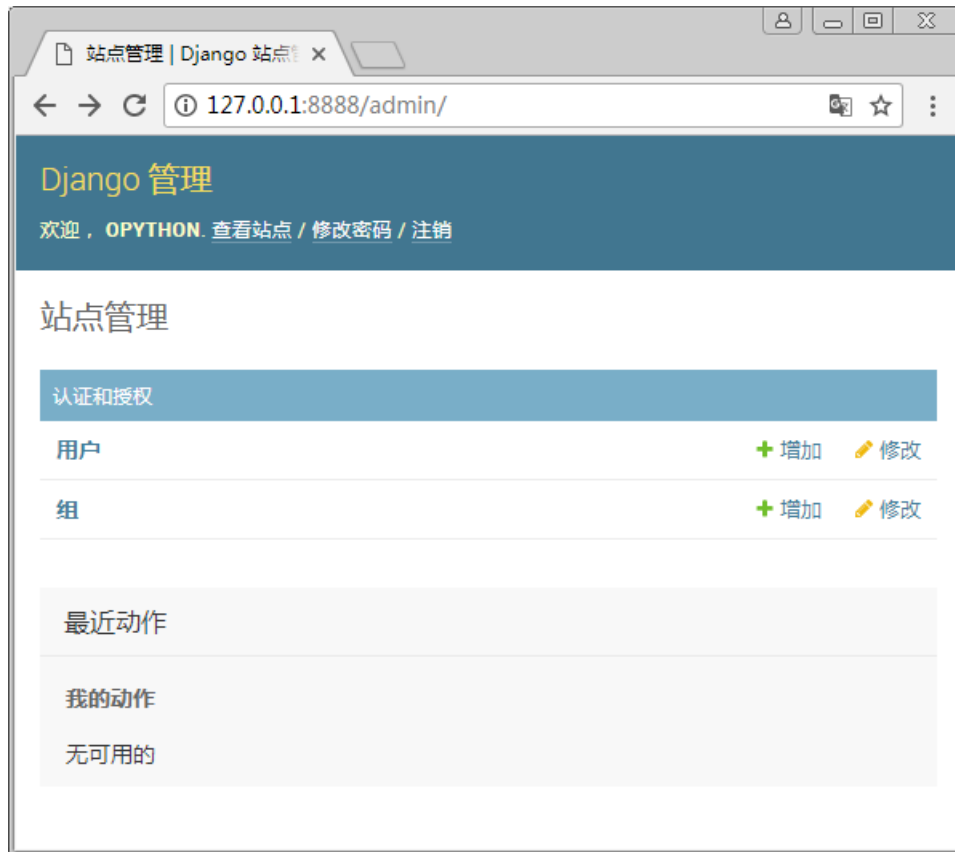 站点管理 | Django 站点
127.0.0.1:8888/admin/
Django 管理
欢迎， OPYTHON. 查看站点 / 修改密码 / 注销
站点管理
认证和授权
用户 增加 修改
组 增加 修改
最近动作
我的动作
无可用的